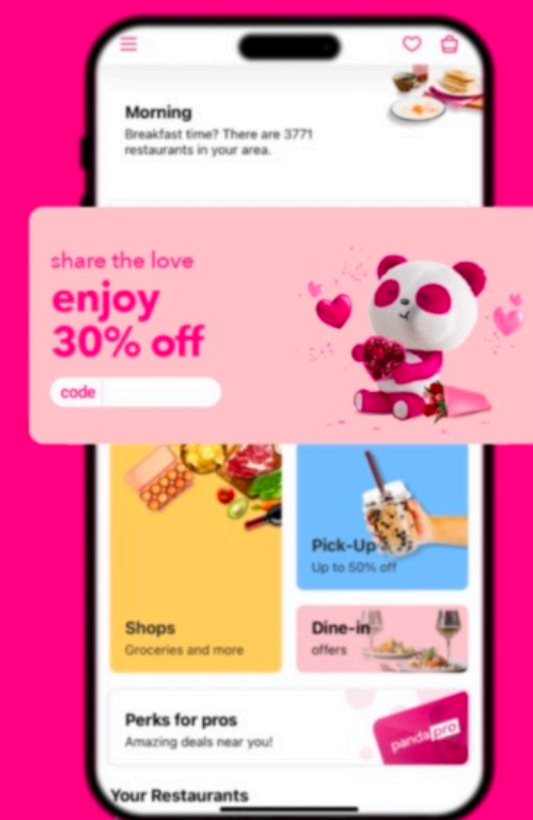 Morning
Breakfast time? There are 3771
restaurants in your area.
share the love
enjoy
30% off
code
Pick-Up
Up to 50% off
Shops
Groceries and more
Dine-in
offers
Perks for pros
Amazing deals near you!
pandapro
Your Restaurants